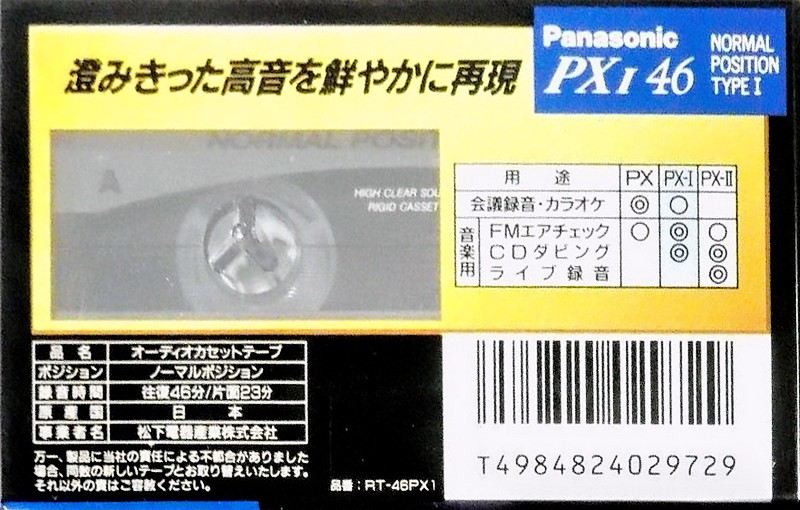 澄みきった高音を鮮やかに再現
Panasonic
PX I 46
NORMAL
POSITION
TYPE I
NORMAL POSIT
A
HIGH CLEAR SOU
RIGID CASSET
用 途 PX PX-I PX-II
会議録音・カラオケ ◎ ○
音楽用
FMエアチェック ○ ◎ ○
CDダビング ◎ ◎
ライブ録音 ◎
品名 オーディオカセットテープ
ポジション ノーマルポジション
録音時間 往復46分/片面23分
原産国 日本
事業者名 松下電器産業株式会社
万一、製品に当社の責任による不都合がありました
場合、同数の新しいテープとお取り替えいたします。
それ以外の責はご容赦ください。
品番：RT-46PX1
T4984824029729